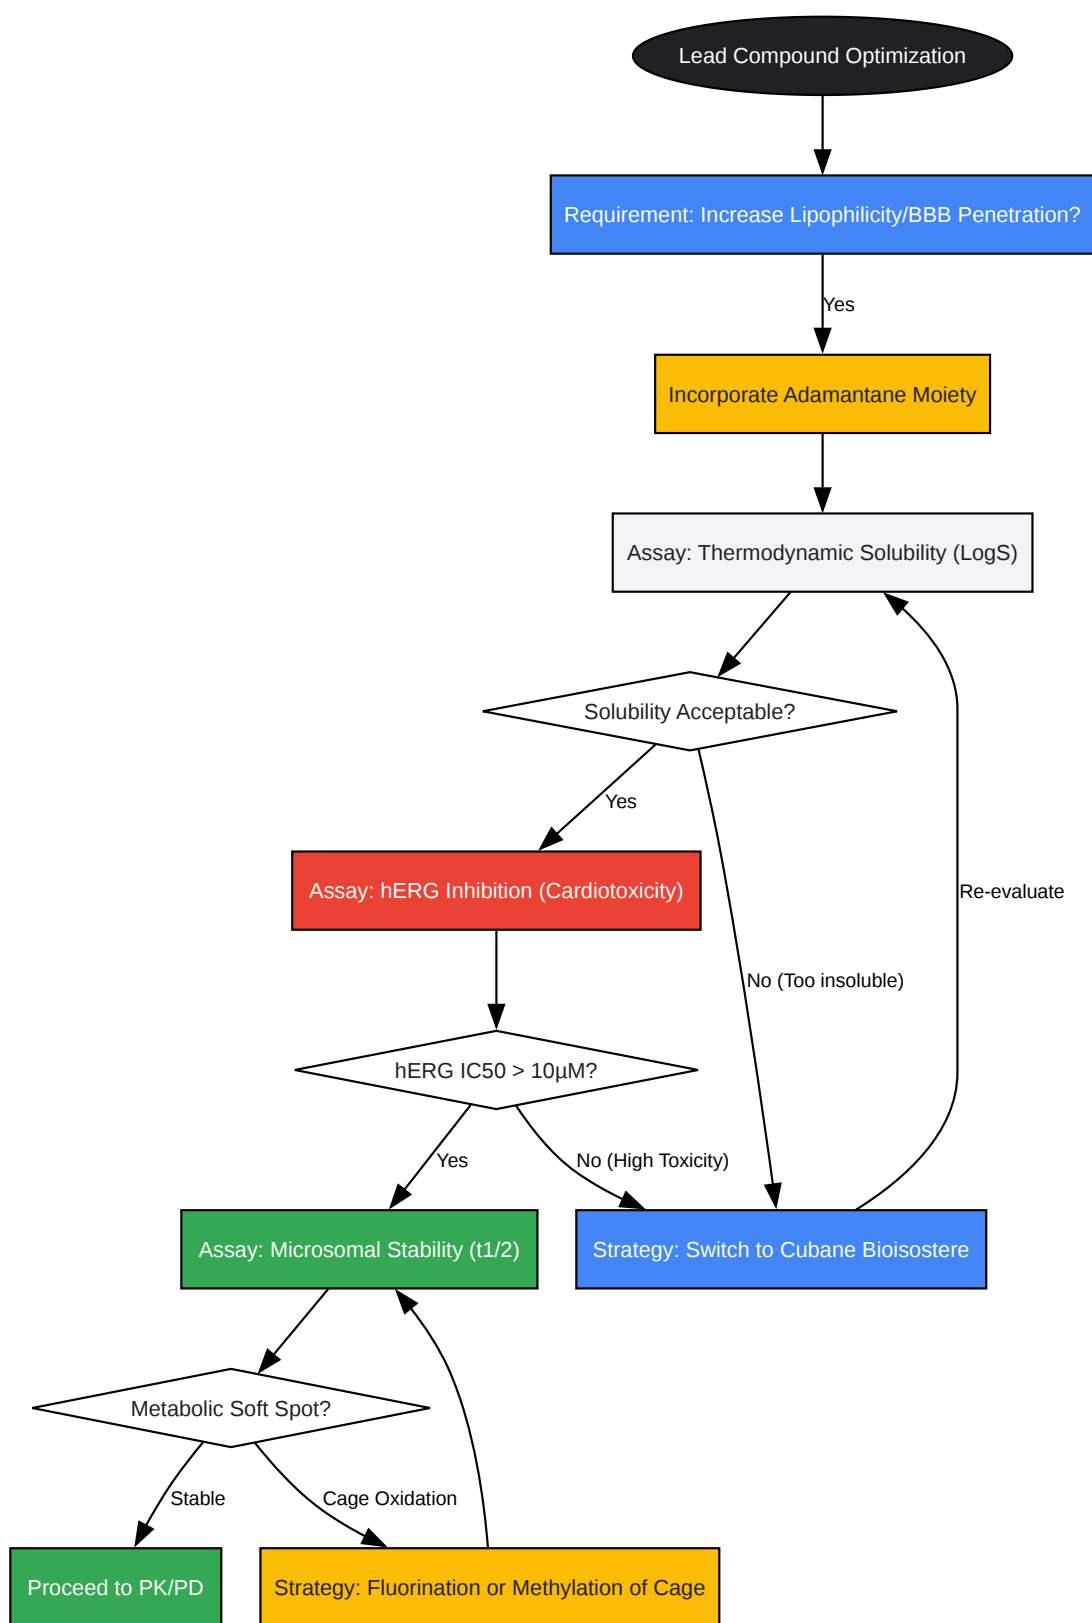 Lead Compound Optimization
Requirement: Increase Lipophilicity/BBB Penetration?
Yes
Incorporate Adamantane Moiety
Assay: Thermodynamic Solubility (LogS)
Solubility Acceptable?
Yes
Assay: hERG Inhibition (Cardiotoxicity)
Re-evaluate
No (Too insoluble)
hERG IC50 > 10µM?
Yes
No (High Toxicity)
Assay: Microsomal Stability (t1/2)
Strategy: Switch to Cubane Bioisostere
Metabolic Soft Spot?
Stable
Cage Oxidation
Proceed to PK/PD
Strategy: Fluorination or Methylation of Cage